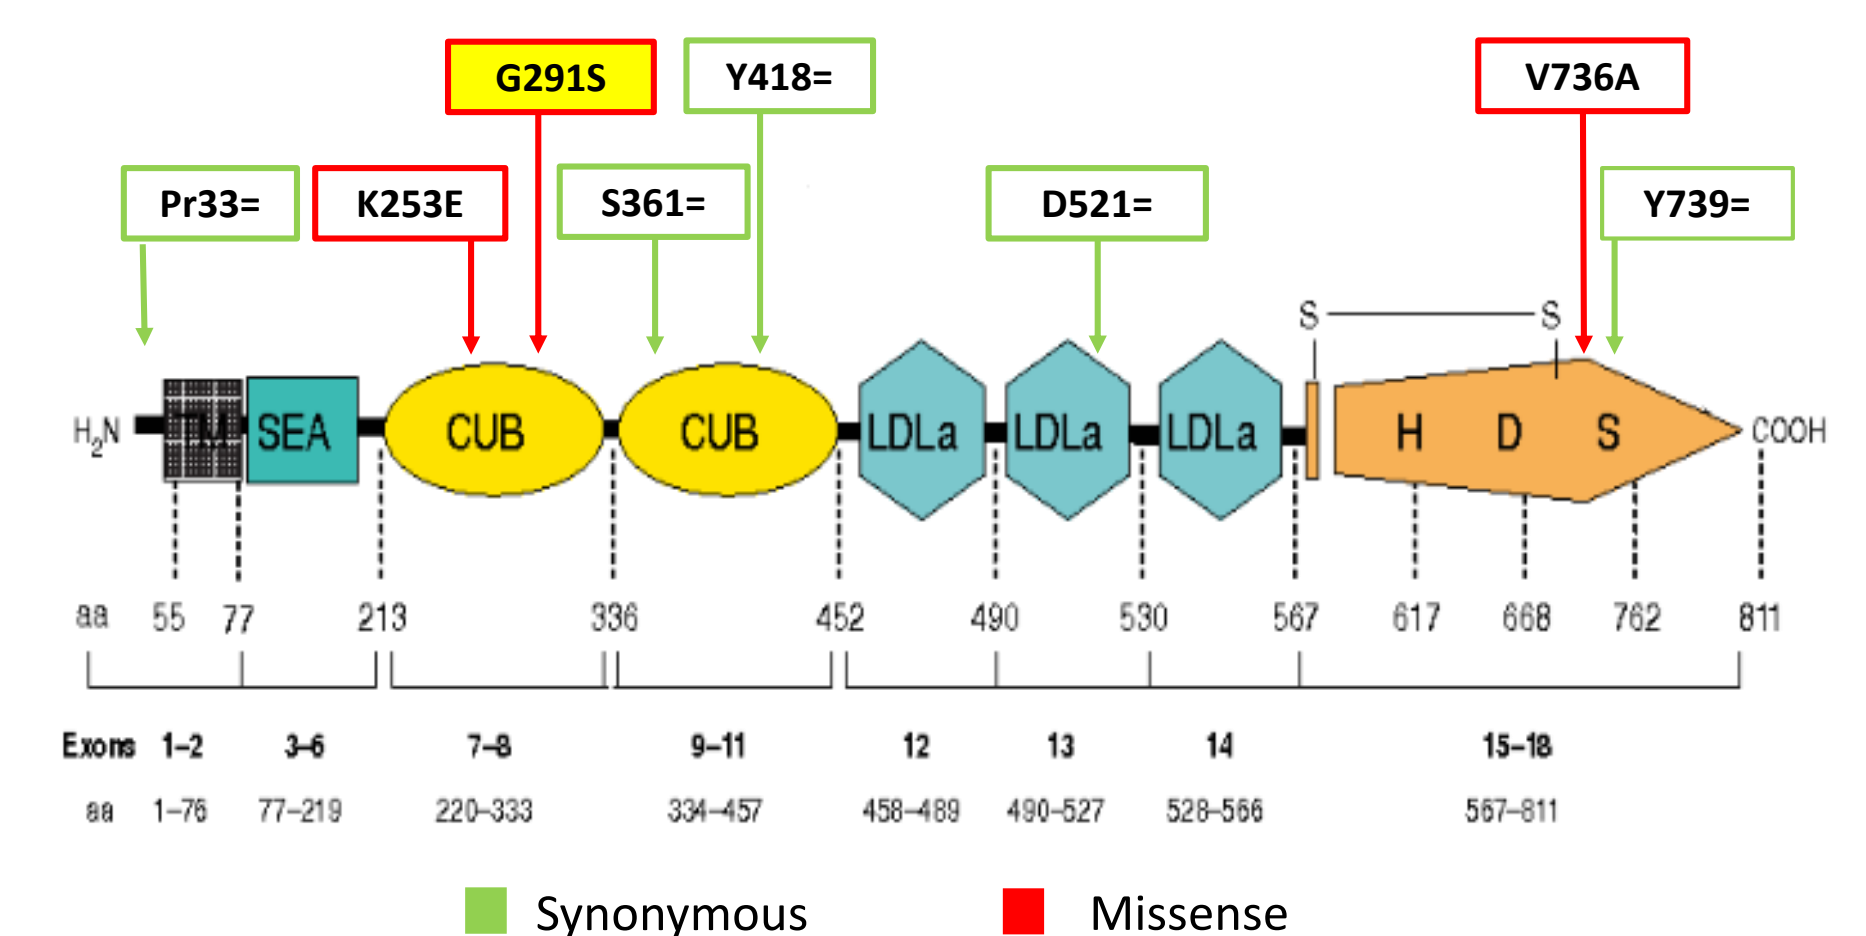 G291S Y418= V736A
Pr33= K253E S361= D521= Y739=
S S
H₂N TM SEA CUB CUB LDLa LDLa LDLa H D S COOH
aa 55 77 213 336 452 490 530 567 617 668 762 811
Exons 1–2 3–6 7–8 9–11 12 13 14 15–18
aa 1–76 77–219 220–333 334–457 458–489 490–527 528–566 567–811
Synonymous Missense